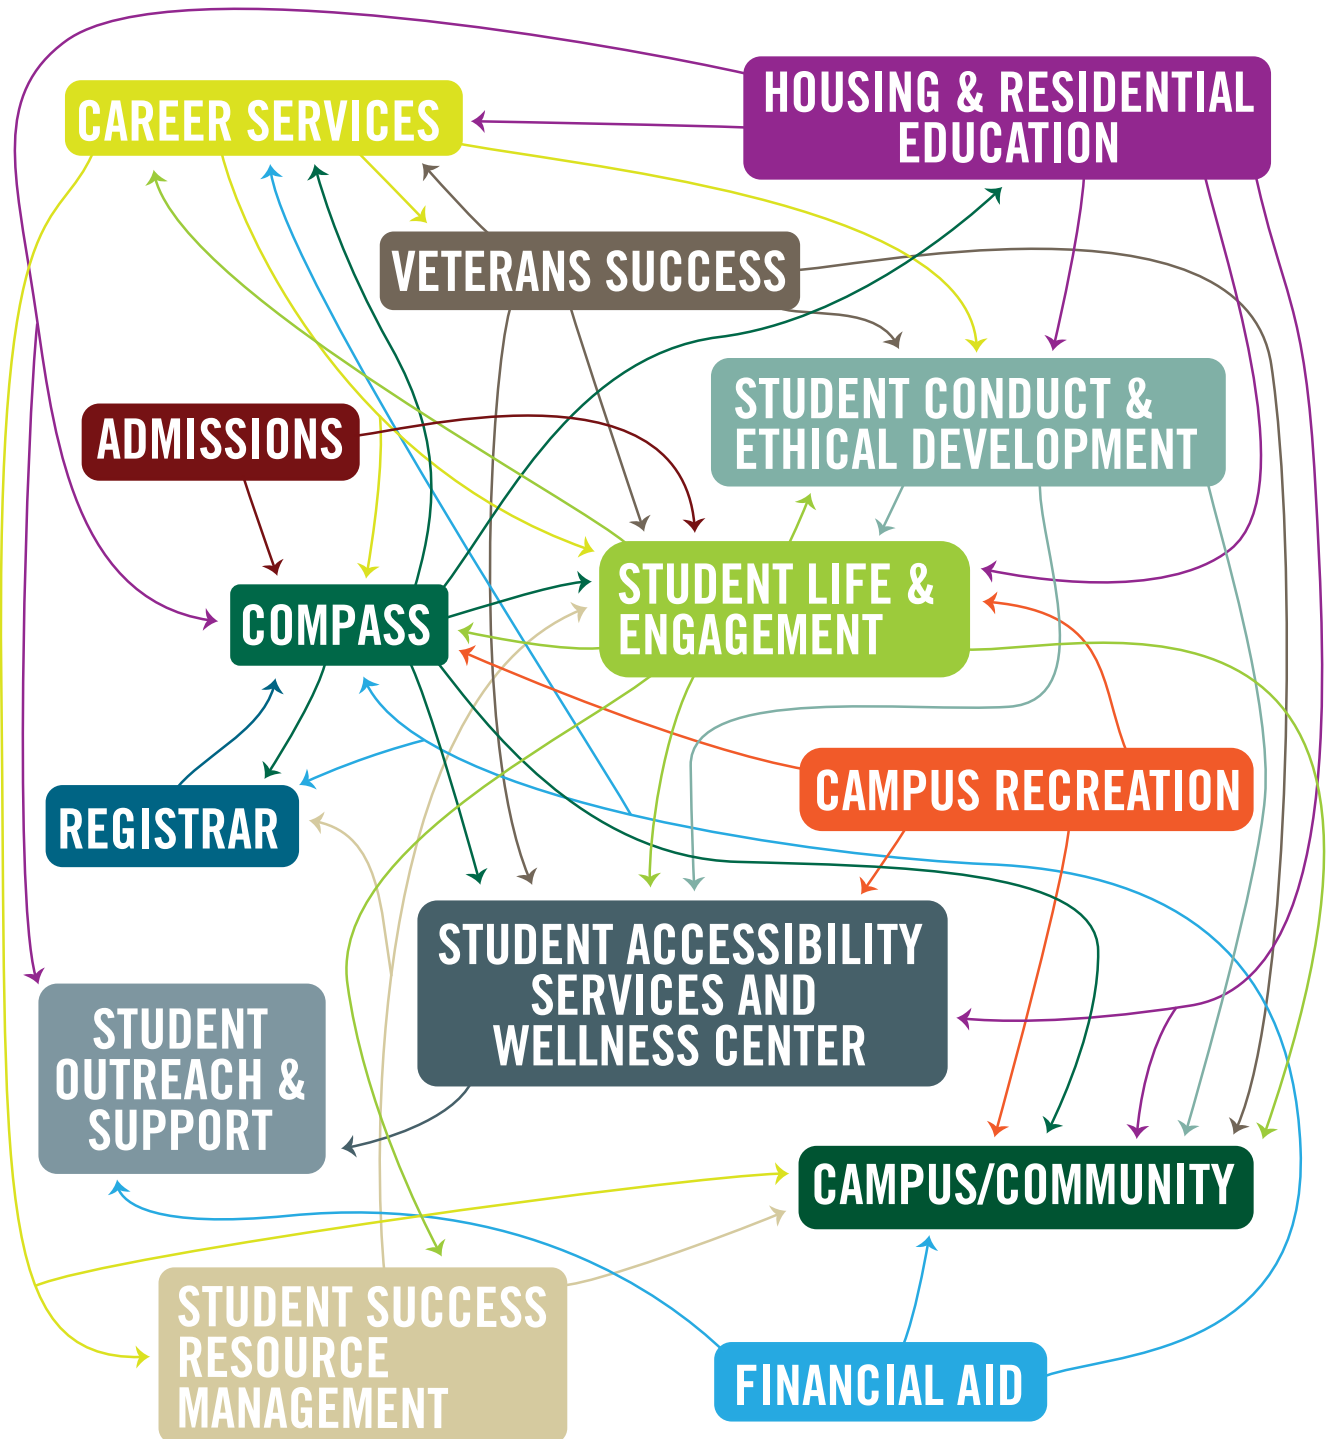 HOUSING & RESIDENTIAL
EDUCATION
CAREER SERVICES
VETERANS SUCCESS
STUDENT CONDUCT &
ETHICAL DEVELOPMENT
ADMISSIONS
STUDENT LIFE &
ENGAGEMENT
COMPASS
CAMPUS RECREATION
REGISTRAR
STUDENT ACCESSIBILITY
SERVICES AND
WELLNESS CENTER
STUDENT
OUTREACH &
SUPPORT
CAMPUS/COMMUNITY
STUDENT SUCCESS
RESOURCE
MANAGEMENT
FINANCIAL AID